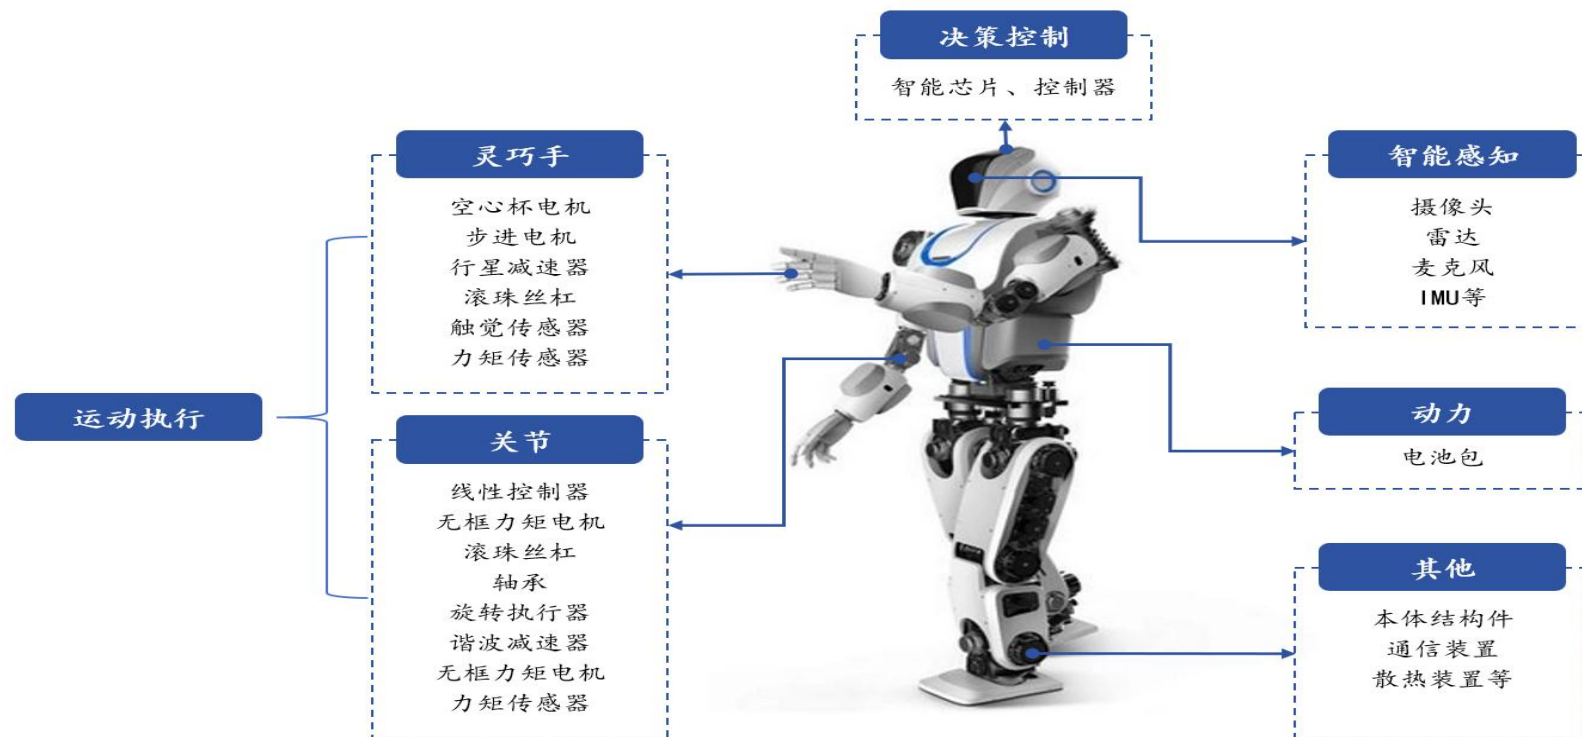 决策控制
智能芯片、控制器
灵巧手
空心杯电机
步进电机
行星减速器
滚珠丝杠
触觉传感器
力矩传感器
智能感知
摄像头
雷达
麦克风
IMU等
运动执行
关节
线性控制器
无框力矩电机
滚珠丝杠
轴承
旋转执行器
谐波减速器
无框力矩电机
力矩传感器
动力
电池包
其他
本体结构件
通信装置
散热装置等